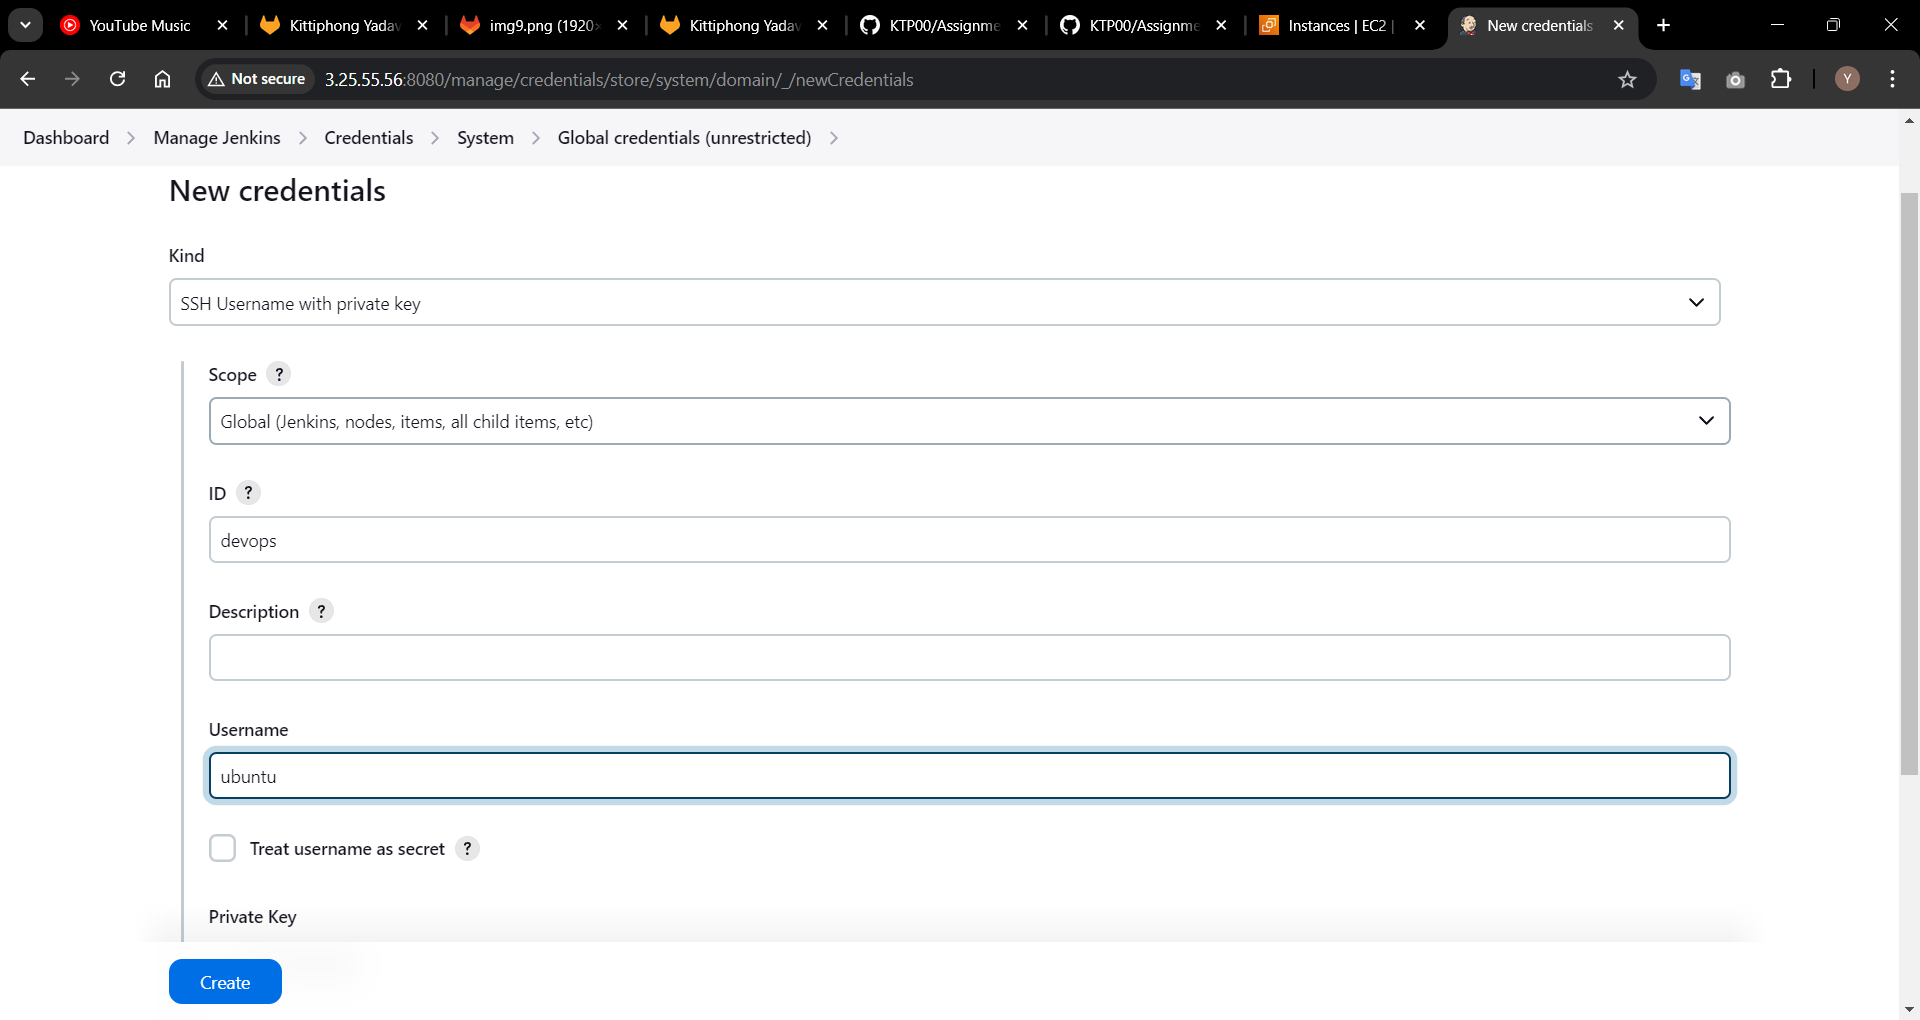 YouTube Music
Kittiphong Yadav
img9.png (1920×
Kittiphong Yadav
KTP00/Assignme
KTP00/Assignme
Instances | EC2 |
New credentials
Not secure
3.25.55.56:8080/manage/credentials/store/system/domain/_/newCredentials
Y
Dashboard > Manage Jenkins > Credentials > System > Global credentials (unrestricted) >
New credentials
Kind
SSH Username with private key
Scope ?
Global (Jenkins, nodes, items, all child items, etc)
ID ?
devops
Description ?
Username
ubuntu
Treat username as secret ?
Private Key
Create